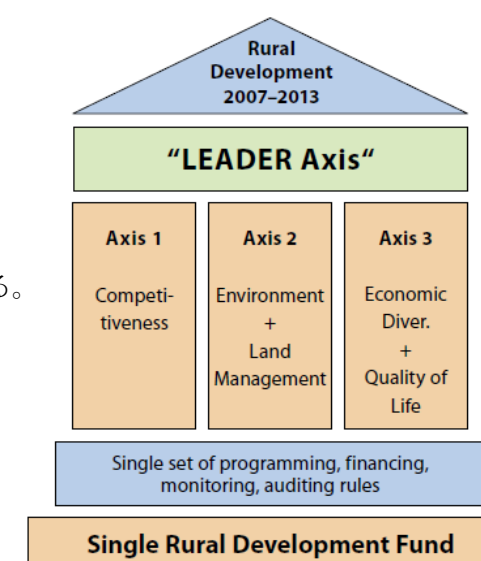 Rural
Development
2007–2013
“LEADER Axis“
Axis 1
Competi-
tiveness
Axis 2
Environment
+
Land
Management
Axis 3
Economic
Diver.
+
Quality of
Life
る。
Single set of programming, financing,
monitoring, auditing rules
Single Rural Development Fund